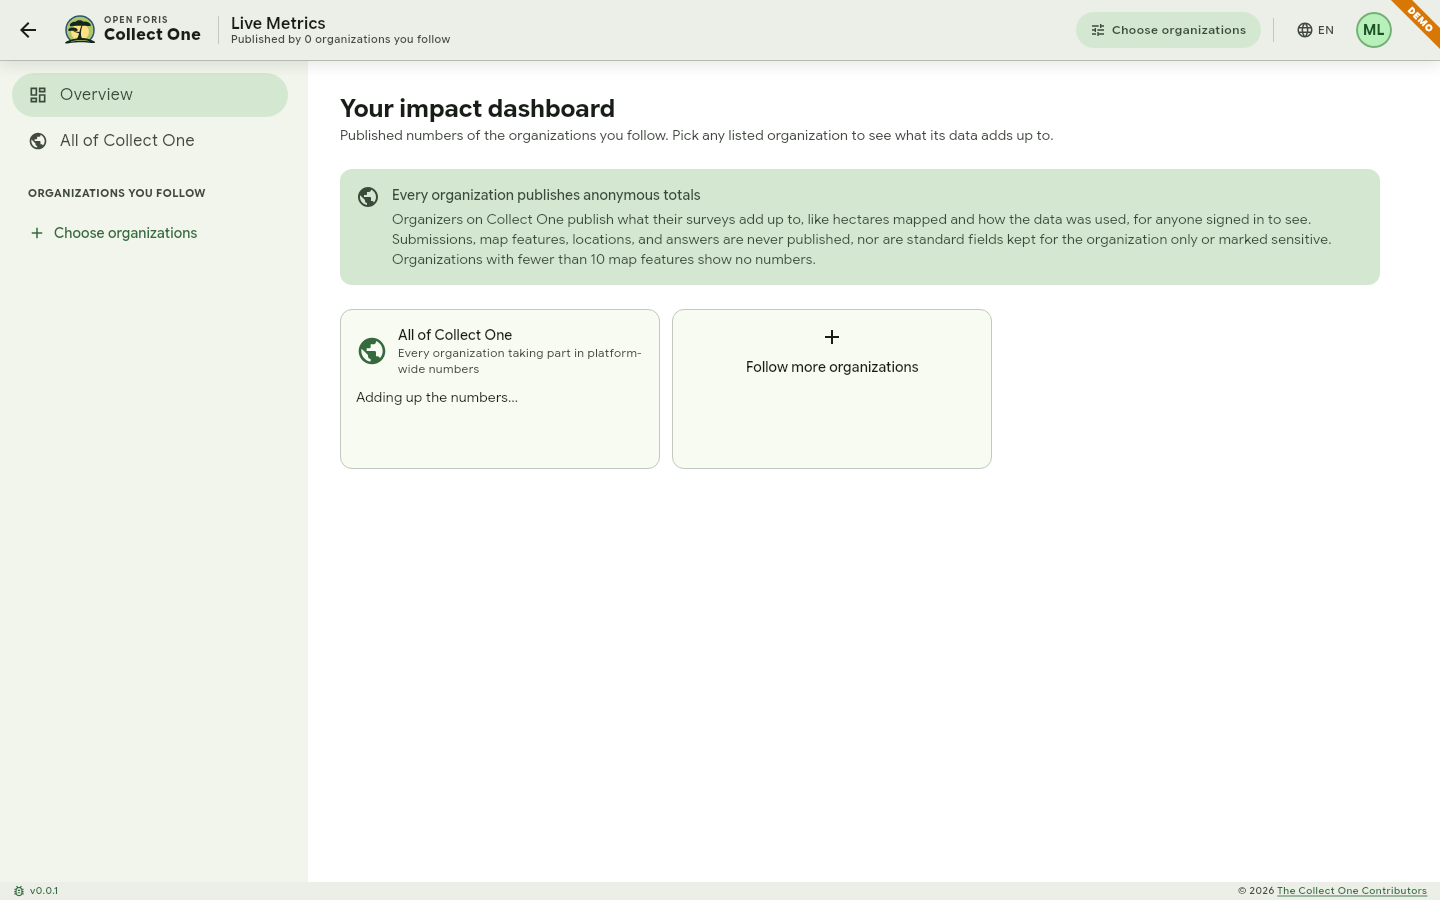 OPEN FORIS
Collect One
Live Metrics
Published by 0 organizations you follow
Choose organizations
EN
ML
DEMO
Overview
All of Collect One
ORGANIZATIONS YOU FOLLOW
Choose organizations
Your impact dashboard
Published numbers of the organizations you follow. Pick any listed organization to see what its data adds up to.
Every organization publishes anonymous totals
Organizers on Collect One publish what their surveys add up to, like hectares mapped and how the data was used, for anyone signed in to see.
Submissions, map features, locations, and answers are never published, nor are standard fields kept for the organization only or marked sensitive.
Organizations with fewer than 10 map features show no numbers.
All of Collect One
Every organization taking part in platform-
wide numbers
Adding up the numbers...
Follow more organizations
v0.0.1
© 2026 The Collect One Contributors